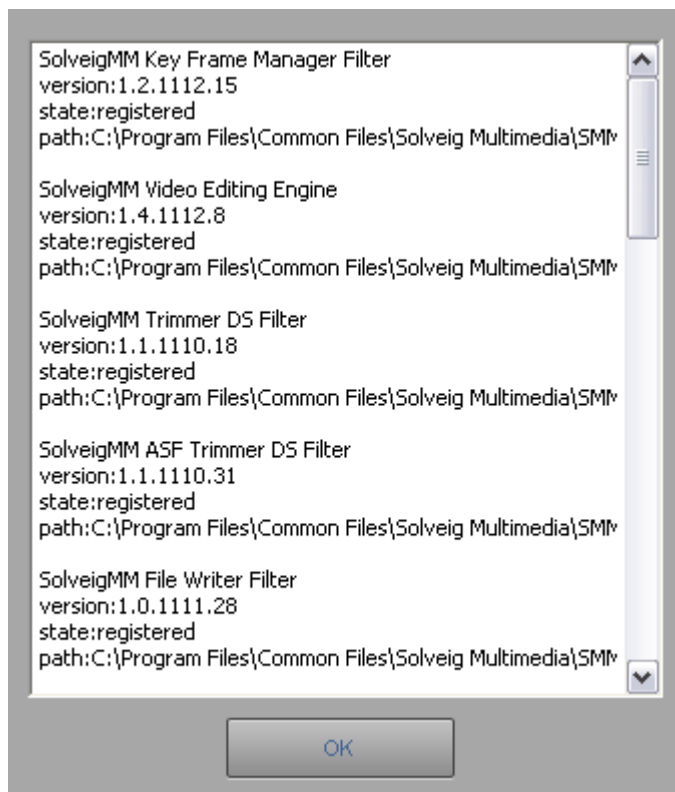 SolveigMM Key Frame Manager Filter
version:1.2.1112.15
state:registered
path:C:\Program Files\Common Files\Solveig Multimedia\SMM
SolveigMM Video Editing Engine
version:1.4.1112.8
state:registered
path:C:\Program Files\Common Files\Solveig Multimedia\SMM
SolveigMM Trimmer DS Filter
version:1.1.1110.18
state:registered
path:C:\Program Files\Common Files\Solveig Multimedia\SMM
SolveigMM ASF Trimmer DS Filter
version:1.1.1110.31
state:registered
path:C:\Program Files\Common Files\Solveig Multimedia\SMM
SolveigMM File Writer Filter
version:1.0.1111.28
state:registered
path:C:\Program Files\Common Files\Solveig Multimedia\SMM
OK